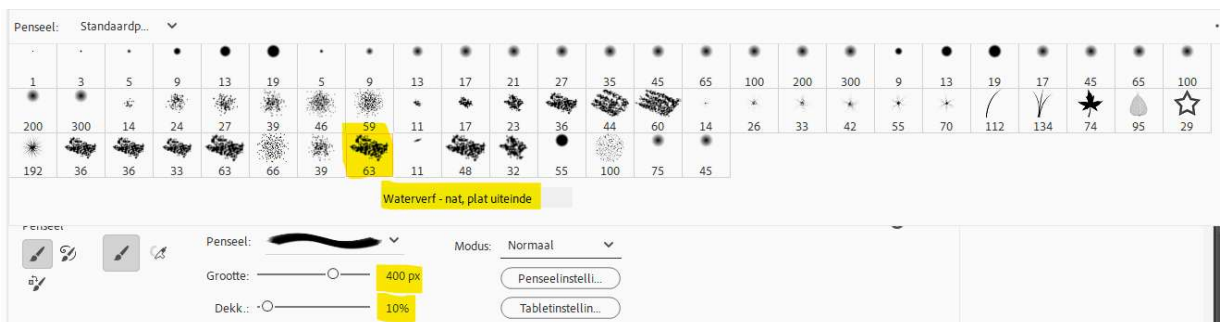 Penseel: Standaardp...
1 3 5 9 13 19 5 9 13 17 21 27 35 45 65 100 200 300 9 13 19 17 45 65 100
200 300 14 24 27 39 46 59 11 17 23 36 44 60 14 26 33 42 55 70 112 134 74 95 29
192 36 36 33 63 66 39 63 11 48 32 55 100 75 45
Waterverf - nat, plat uiteinde
Penseel
Penseel: Modus: Normaal
Grootte: 400 px Penseelinstelli...
Dekk.: 10% Tabletinstellin...